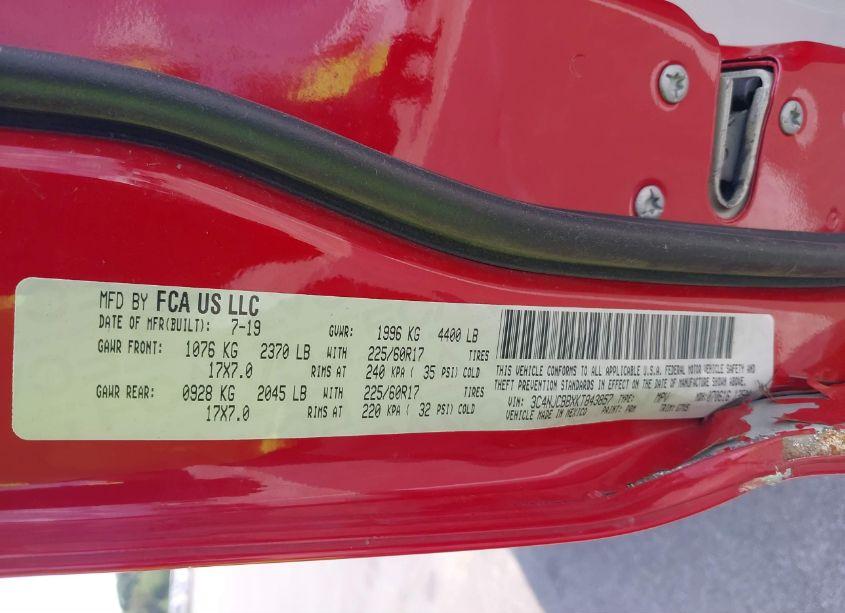 MFD BY FCA US LLC
DATE OF MFR(BUILT): 7-19 GVWR: 1996 KG 4400 LB
GAWR FRONT: 1076 KG 2370 LB WITH 225/60R17 TIRES
17X7.0 RIMS AT 240 KPA ( 35 PSI) COLD
GAWR REAR: 0928 KG 2045 LB WITH 225/60R17 TIRES
17X7.0 RIMS AT 220 KPA ( 32 PSI) COLD
THIS VEHICLE CONFORMS TO ALL APPLICABLE U.S.A. FEDERAL MOTOR VEHICLE SAFETY AND
THEFT PREVENTION STANDARDS IN EFFECT ON THE DATE OF MANUFACTURE SHOWN ABOVE.
VIN: 3C4NJCBBXKT843857 TYPE: MPV MDH:
VEHICLE MADE IN MEXICO PAINT: PRM TRIM: